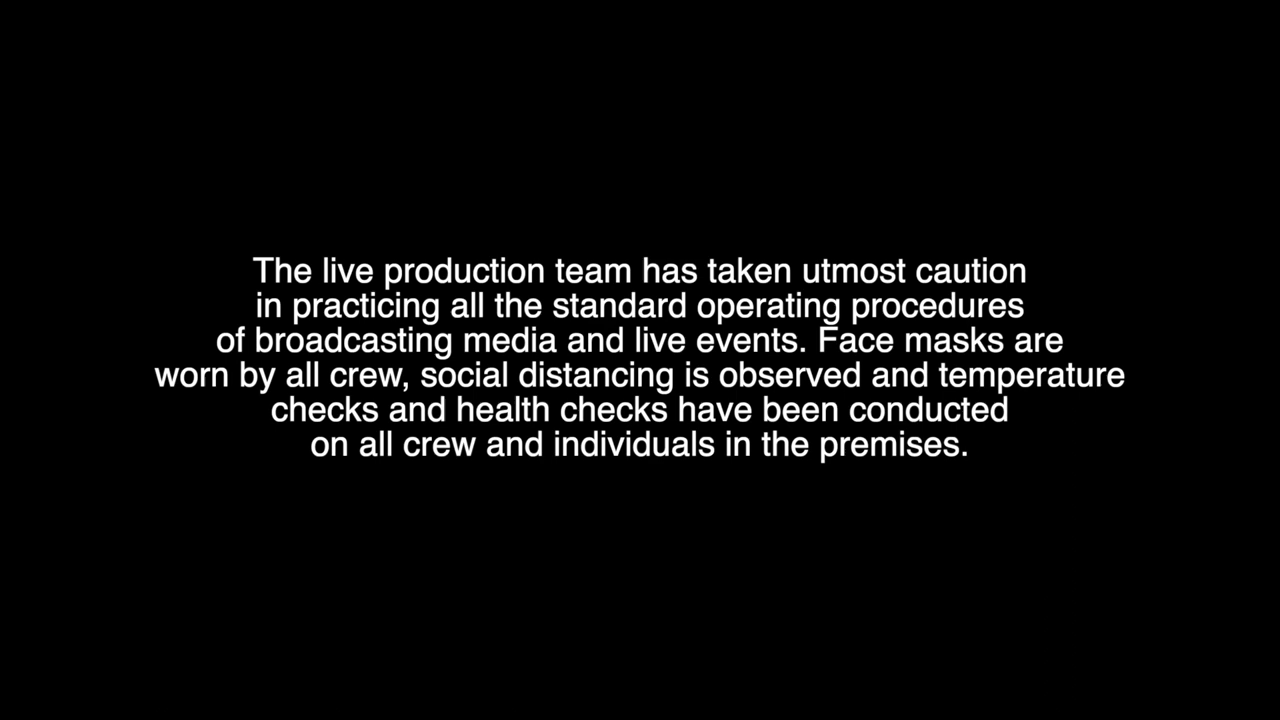 The live production team has taken utmost caution
in practicing all the standard operating procedures
of broadcasting media and live events. Face masks are
worn by all crew, social distancing is observed and temperature
checks and health checks have been conducted
on all crew and individuals in the premises.